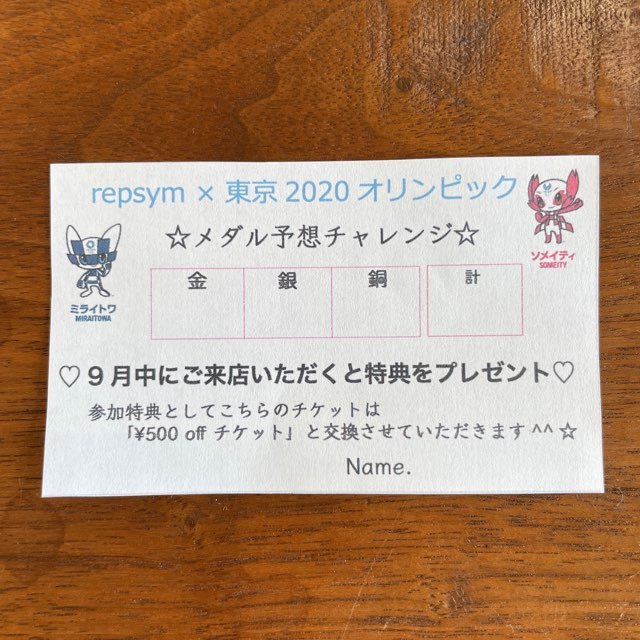 repsym × 東京 2020 オリンピック
☆メダル予想チャレンジ☆
ミライトワ
MIRAITOWA
ソメイティ
SOMEITY
金 銀 銅 計
♡９月中にご来店いただくと特典をプレゼント♡
参加特典としてこちらのチケットは
「¥500 off チケット」と交換させていただきます^^☆
Name.